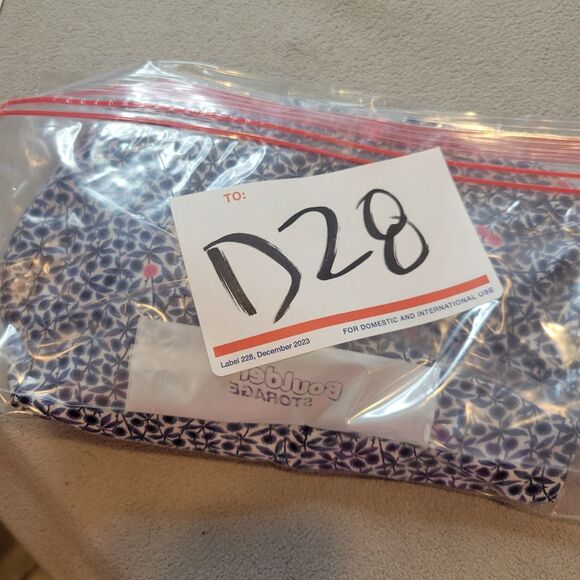 TO:
D28
FOR DOMESTIC AND INTERNATIONAL USE
Label 228, December 2023
Boulder
STORAGE